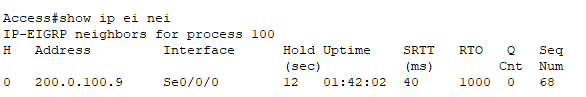 Access#show ip ei nei
IP-EIGRP neighbors for process 100
H   Address         Interface      Hold Uptime    SRTT   RTO   Q   Seq
                                   (sec)          (ms)        Cnt  Num
0   200.0.100.9     Se0/0/0        12   01:42:02  40     1000  0   68